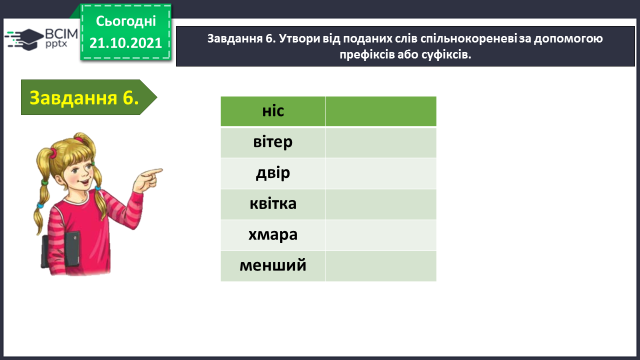 BCIM
pptx
Сьогодні
21.10.2021
Завдання 6. Утвори від поданих слів спільнокореневі за допомогою
префіксів або суфіксів.
Завдання 6.
ніс
вітер
двір
квітка
хмара
менший